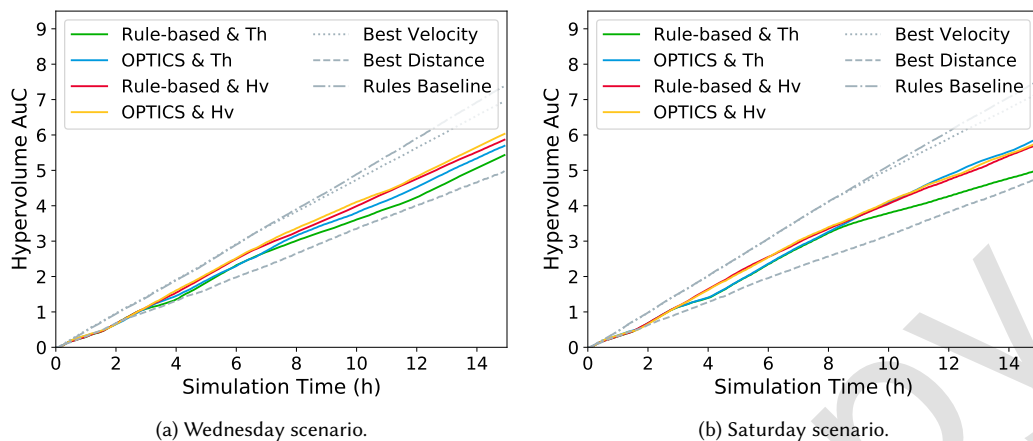 9
8
7
6
5
4
3
2
1
0
Hypervolume AuC
Rule-based & Th
OPTICS & Th
Rule-based & Hv
OPTICS & Hv
Best Velocity
Best Distance
Rules Baseline
0 2 4 6 8 10 12 14
Simulation Time (h)
(a) Wednesday scenario.
9
8
7
6
5
4
3
2
1
0
Hypervolume AuC
Rule-based & Th
OPTICS & Th
Rule-based & Hv
OPTICS & Hv
Best Velocity
Best Distance
Rules Baseline
0 2 4 6 8 10 12 14
Simulation Time (h)
(b) Saturday scenario.